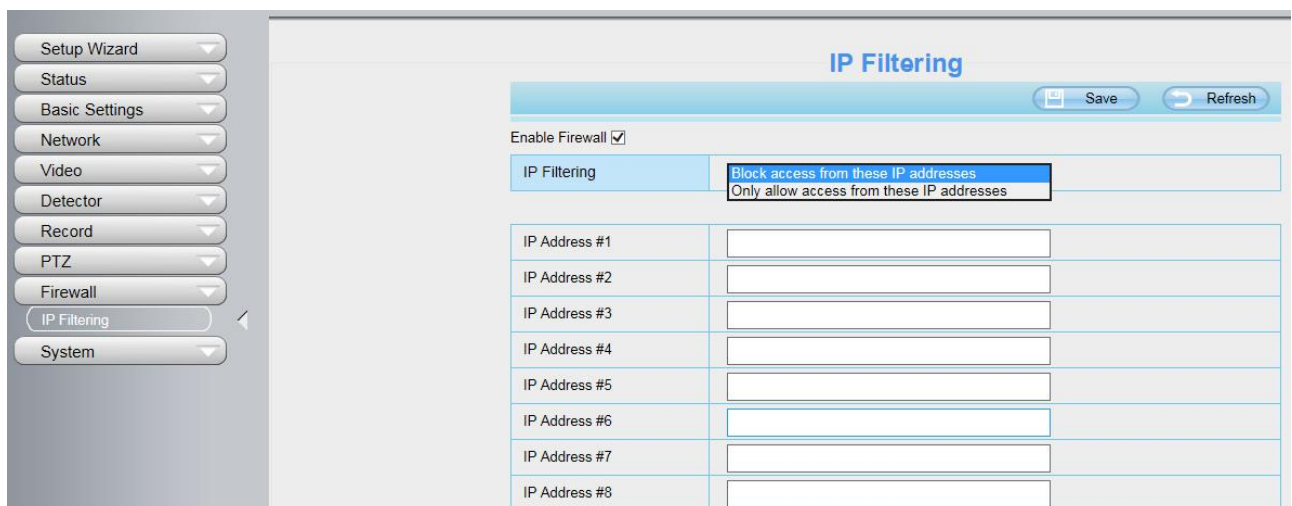 Setup Wizard
Status
Basic Settings
Network
Video
Detector
Record
PTZ
Firewall
IP Filtering
System
IP Filtering
Save Refresh
Enable Firewall
IP Filtering Block access from these IP addresses
Only allow access from these IP addresses
IP Address #1
IP Address #2
IP Address #3
IP Address #4
IP Address #5
IP Address #6
IP Address #7
IP Address #8